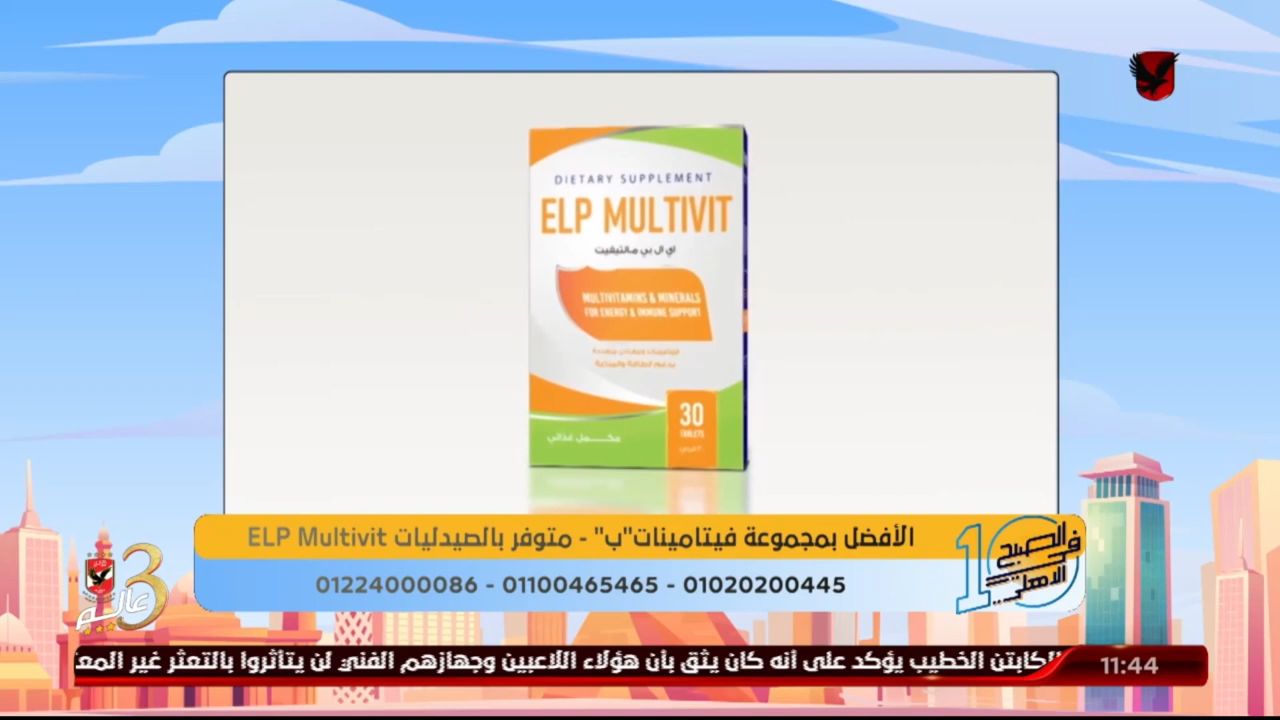 DIETARY SUPPLEMENT
ELP MULTIVIT
اي ال بي مالتيفيت
MULTIVITAMINS & MINERALS
FOR ENERGY & IMMUNE SUPPORT
30
TABLETS
مكمل غذائي
الأفضل بمجموعة فيتامينات"ب" - متوفر بالصيدليات ELP Multivit
01224000086 - 01100465465 - 01020200445
10 الصبح في الأهلي
3 عالم
الكابتن الخطيب يؤكد على أنه كان يثق بأن هؤلاء اللاعبين وجهازهم الفني لن يتأثروا بالتعثر غير المع
11:44